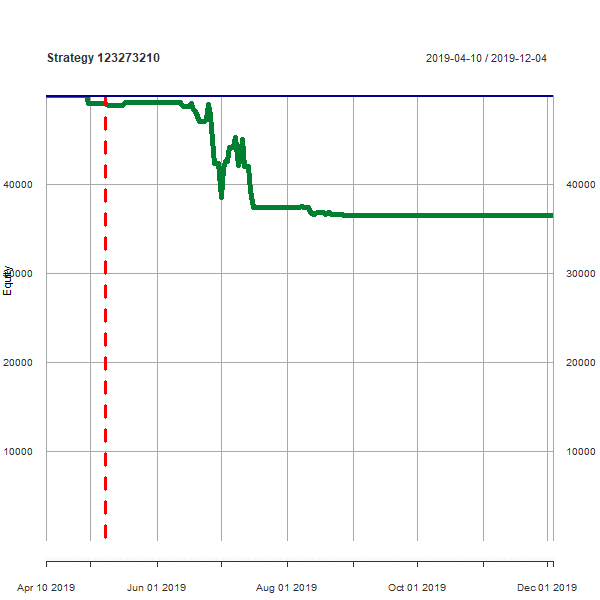 Strategy 123273210
2019-04-10 / 2019-12-04
40000
40000
Equity
30000
30000
20000
20000
10000
10000
Apr 10 2019
Jun 01 2019
Aug 01 2019
Oct 01 2019
Dec 01 2019